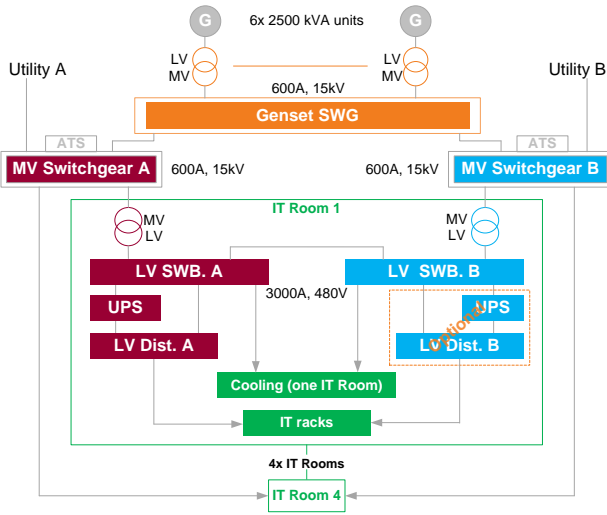 G
6x 2500 kVA units
G
LV
MV
LV
MV
Utility A
Utility B
600A, 15kV
Genset SWG
ATS
ATS
MV Switchgear A
600A, 15kV
600A, 15kV
MV Switchgear B
IT Room 1
MV
LV
MV
LV
LV SWB. A
LV SWB. B
3000A, 480V
UPS
UPS
Optional
LV Dist. A
LV Dist. B
Cooling (one IT Room)
IT racks
4x IT Rooms
IT Room 4